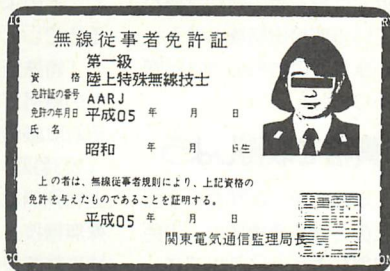 無線従事者免許証
第一級
資格 陸上特殊無線技士
免許証の番号 AARJ
免許の年月日 平成05 年 月 日
氏名
昭和 年 月 日生
上の者は、無線従事者規則により、上記資格の
免許を与えたものであることを証明する。
平成05 年 月 日
関東電気通信監理局長